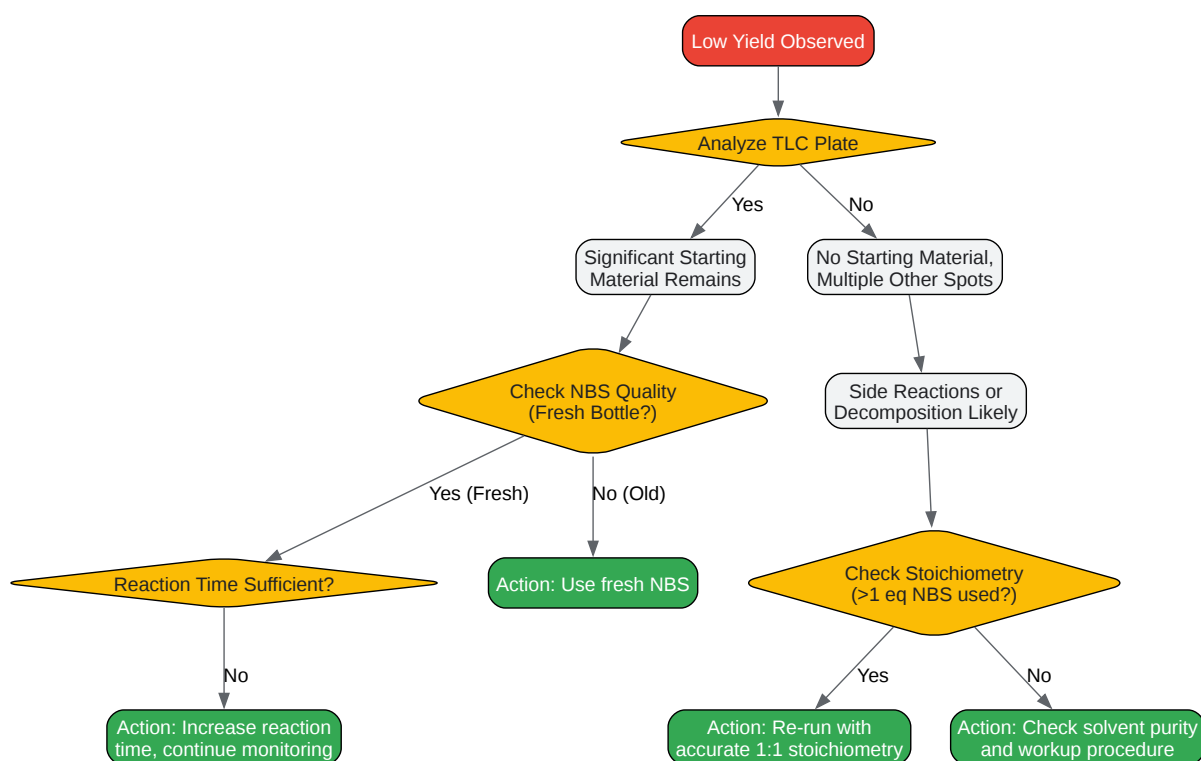 Low Yield Observed
Analyze TLC Plate
Yes
No
Significant Starting
Material Remains
No Starting Material,
Multiple Other Spots
Check NBS Quality
(Fresh Bottle?)
Side Reactions or
Decomposition Likely
Yes (Fresh)
No (Old)
Reaction Time Sufficient?
Action: Use fresh NBS
Check Stoichiometry
(>1 eq NBS used?)
No
Yes
No
Action: Increase reaction
time, continue monitoring
Action: Re-run with
accurate 1:1 stoichiometry
Action: Check solvent purity
and workup procedure